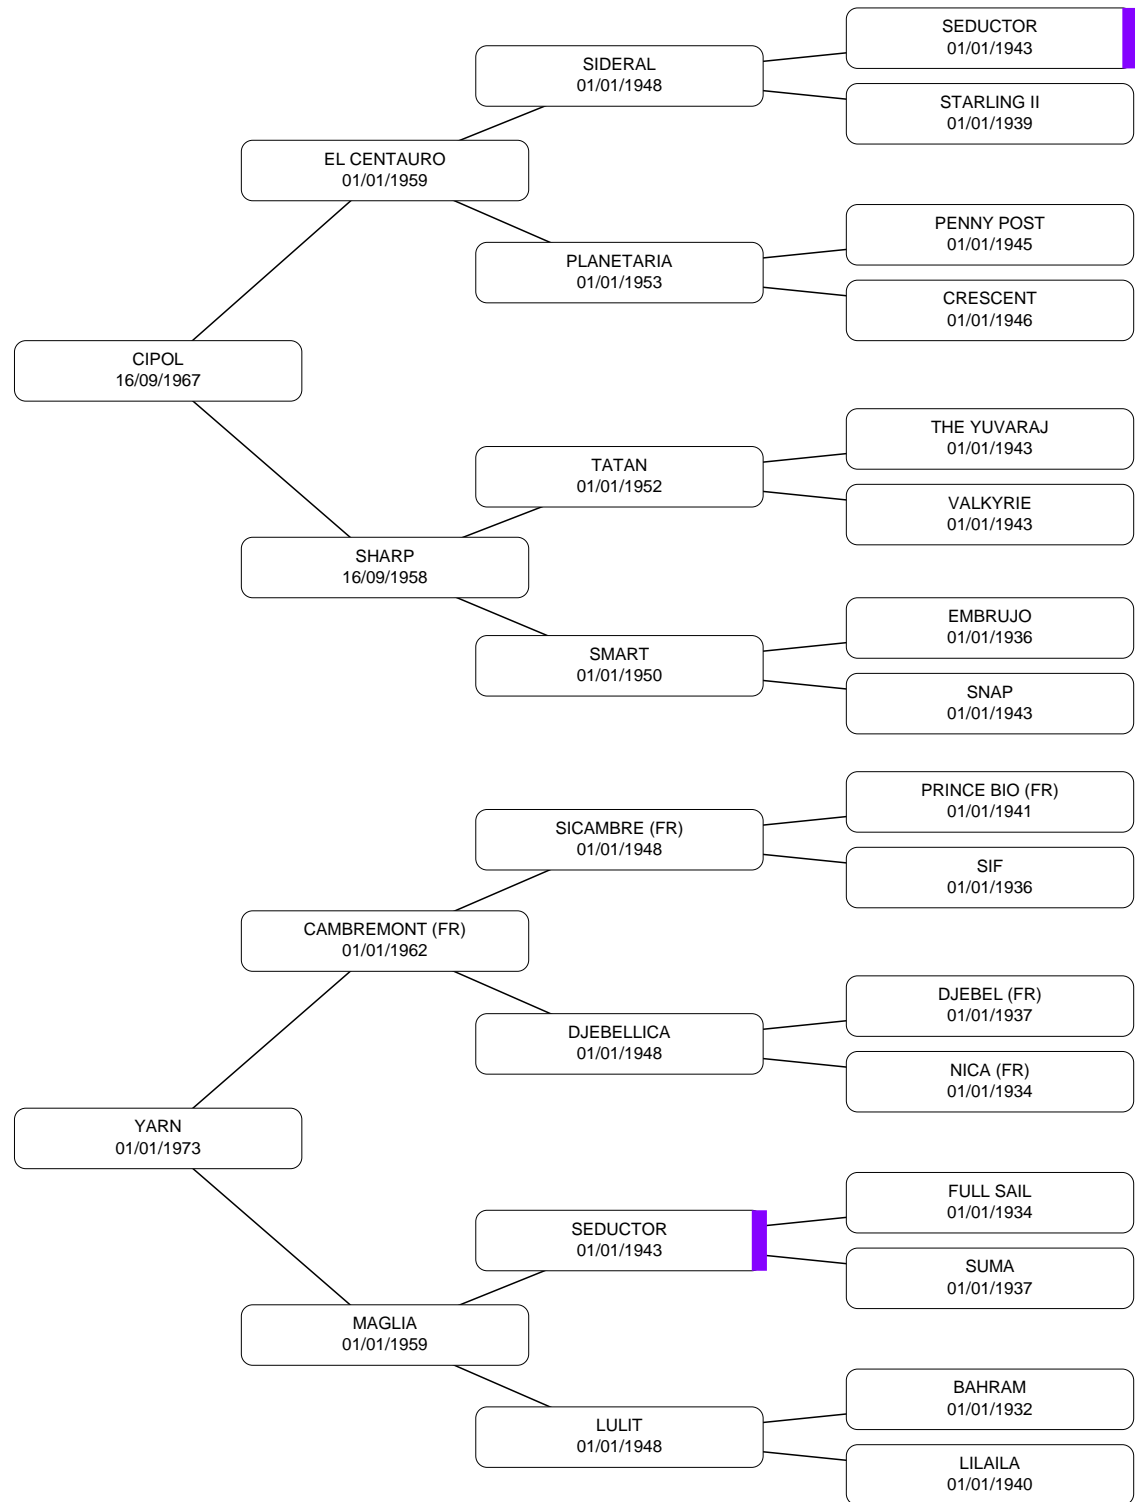 SEDUCTOR
01/01/1943
SIDERAL
01/01/1948
STARLING II
01/01/1939
EL CENTAURO
01/01/1959
PENNY POST
01/01/1945
PLANETARIA
01/01/1953
CRESCENT
01/01/1946
CIPOL
16/09/1967
THE YUVARAJ
01/01/1943
TATAN
01/01/1952
VALKYRIE
01/01/1943
SHARP
16/09/1958
EMBRUJO
01/01/1936
SMART
01/01/1950
SNAP
01/01/1943
PRINCE BIO (FR)
01/01/1941
SICAMBRE (FR)
01/01/1948
SIF
01/01/1936
CAMBREMONT (FR)
01/01/1962
DJEBEL (FR)
01/01/1937
DJEBELLICA
01/01/1948
NICA (FR)
01/01/1934
YARN
01/01/1973
FULL SAIL
01/01/1934
SEDUCTOR
01/01/1943
SUMA
01/01/1937
MAGLIA
01/01/1959
BAHRAM
01/01/1932
LULIT
01/01/1948
LILAILA
01/01/1940